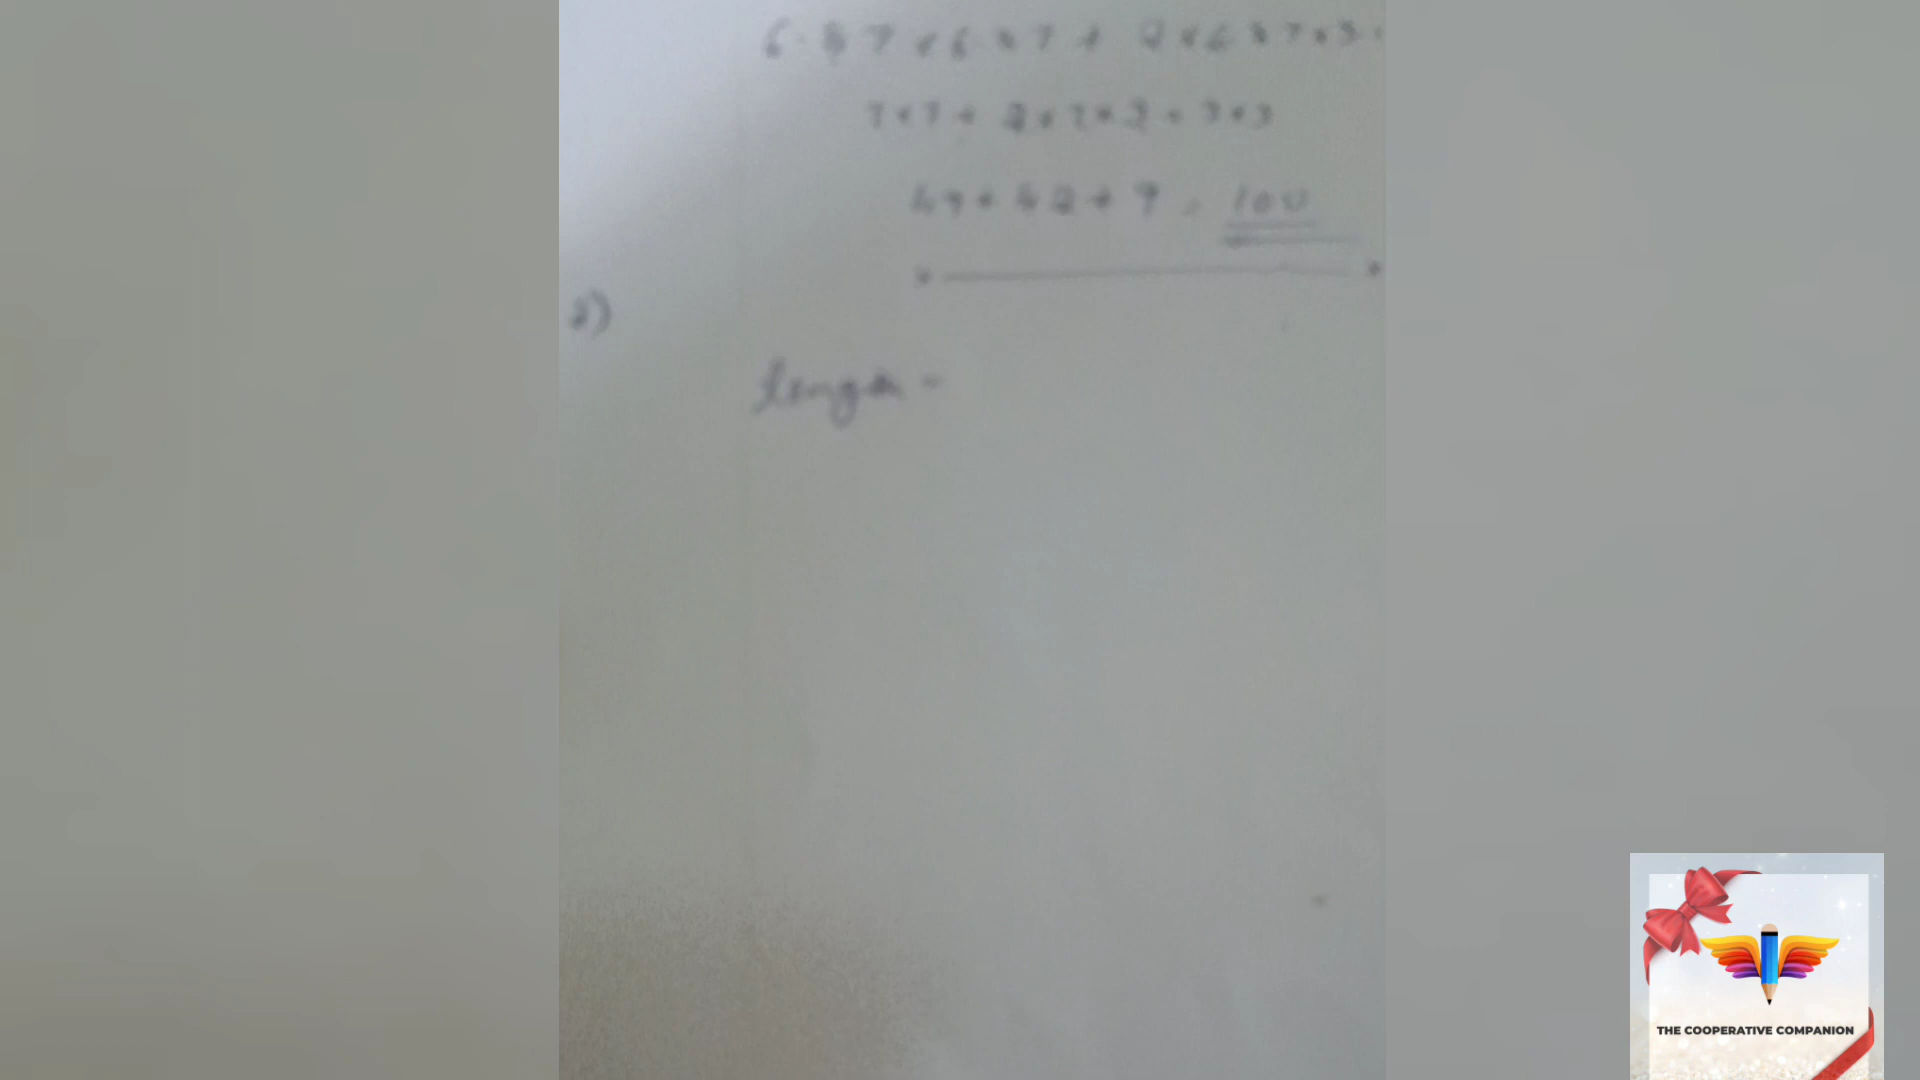 7 × 7 + 2 × 7 × 3 + 3 × 3
49 + 42 + 9 = 100
2)
length =
THE COOPERATIVE COMPANION